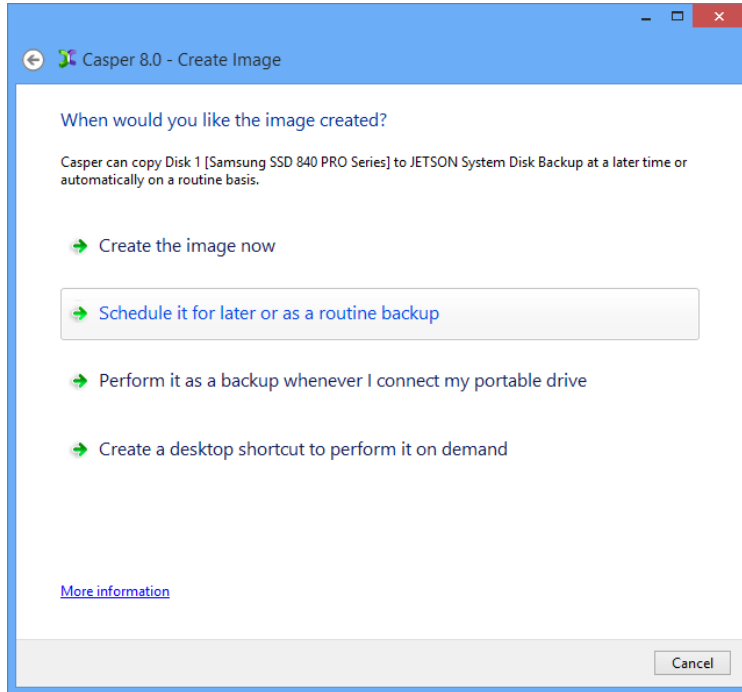 Casper 8.0 - Create Image
When would you like the image created?
Casper can copy Disk 1 [Samsung SSD 840 PRO Series] to JETSON System Disk Backup at a later time or
automatically on a routine basis.
Create the image now
Schedule it for later or as a routine backup
Perform it as a backup whenever I connect my portable drive
Create a desktop shortcut to perform it on demand
More information
Cancel